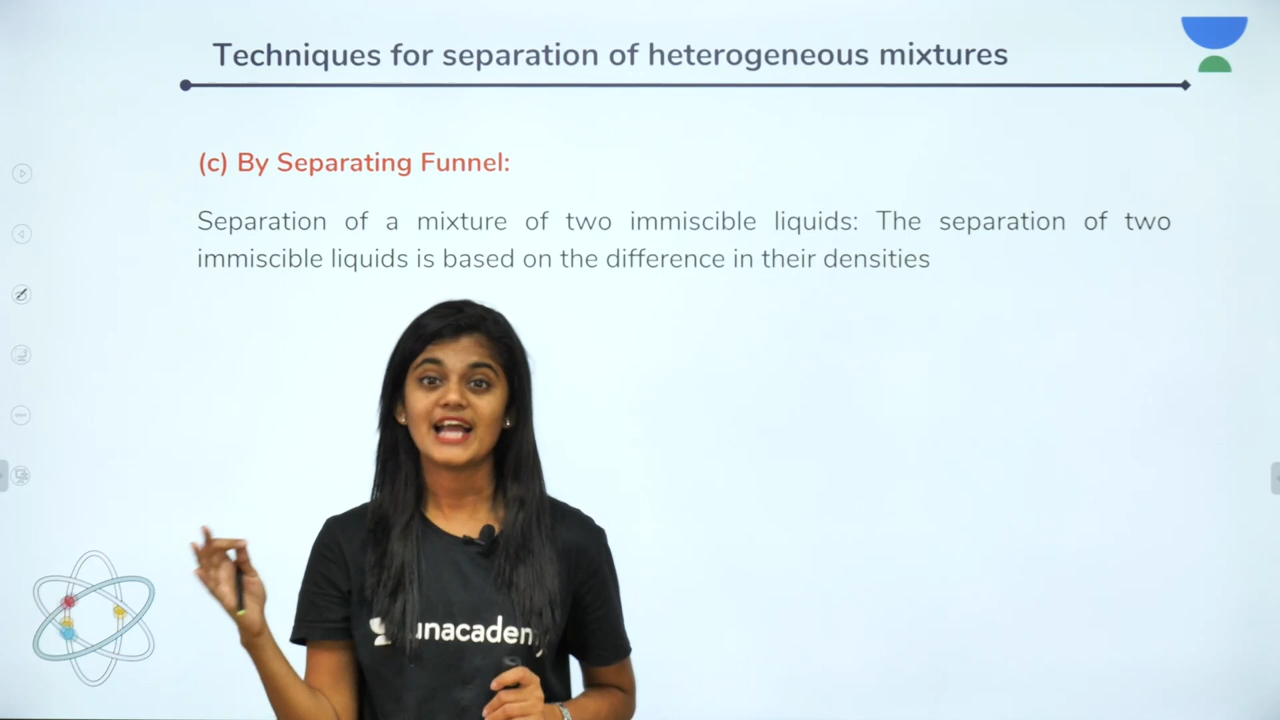 Techniques for separation of heterogeneous mixtures
(c) By Separating Funnel:
Separation of a mixture of two immiscible liquids: The separation of two
immiscible liquids is based on the difference in their densities
unacademy